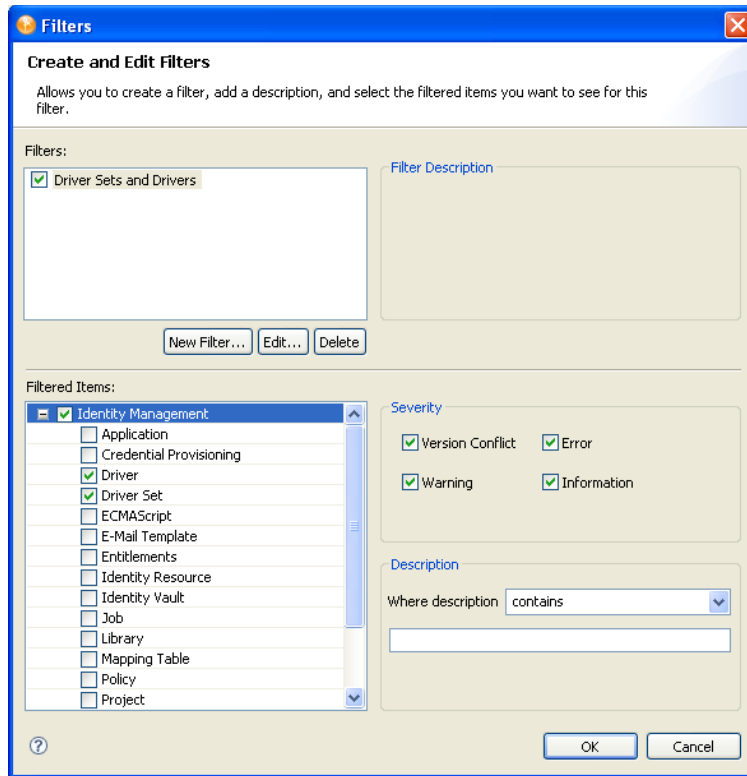 Filters
Create and Edit Filters
Allows you to create a filter, add a description, and select the filtered items you want to see for this
filter.
Filters:
Driver Sets and Drivers
Filter Description
New Filter... Edit... Delete
Filtered Items:
Identity Management
Application
Credential Provisioning
Driver
Driver Set
ECMAScript
E-Mail Template
Entitlements
Identity Resource
Identity Vault
Job
Library
Mapping Table
Policy
Project
Severity
Version Conflict Error
Warning Information
Description
Where description contains
? OK Cancel